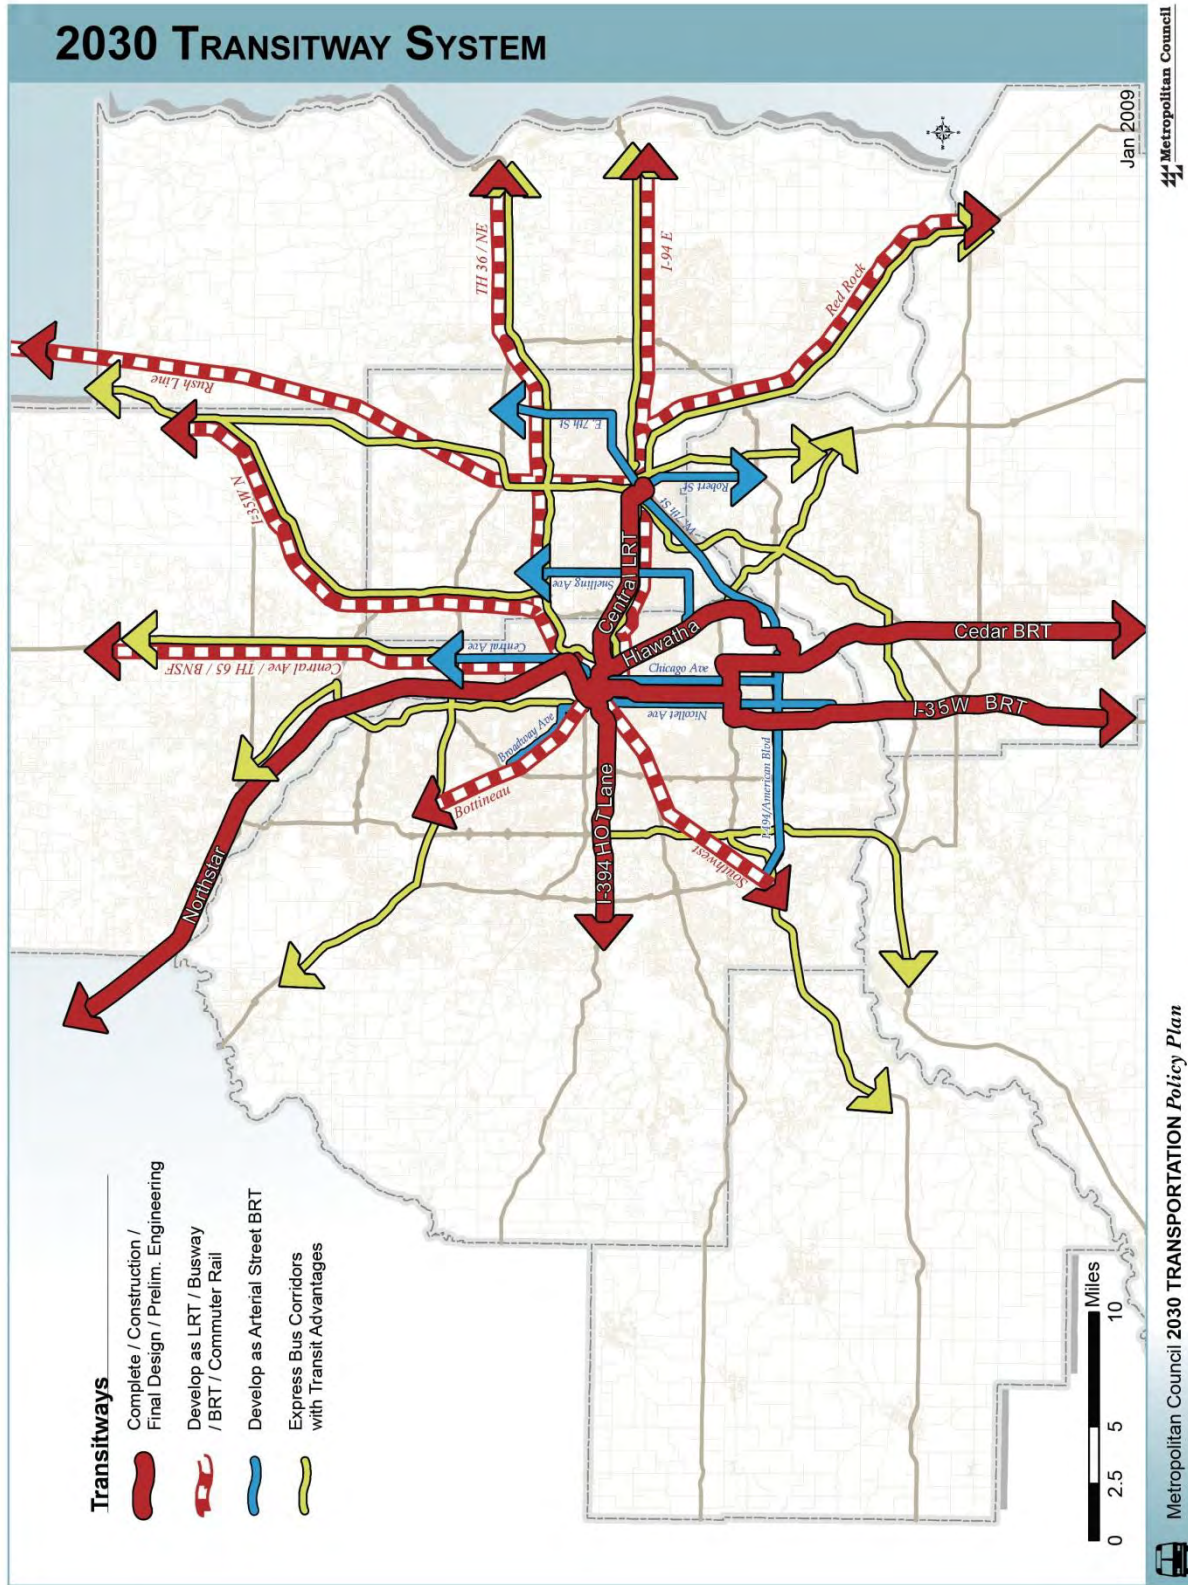 2030 TRANSITWAY SYSTEM
Rush Line
I-35W N
Central Ave / TH 65 / BNSF
Northstar
TH 36 / NE
I-94 E
Red Rock
E 7th St
Robert St
W 7th St
Snelling Ave
Central LRT
Hiawatha
Central Ave
Chicago Ave
Nicollet Ave
Broadway Ave
Bottineau
I-394 HOT Lane
Southwest
I-494/American Blvd
Cedar BRT
I-35W BRT
Transitways
Complete / Construction /
Final Design / Prelim. Engineering
Develop as LRT / Busway
/ BRT / Commuter Rail
Develop as Arterial Street BRT
Express Bus Corridors
with Transit Advantages
0 2.5 5 10
Miles
Jan 2009
Metropolitan Council 2030 TRANSPORTATION Policy Plan
Metropolitan Council